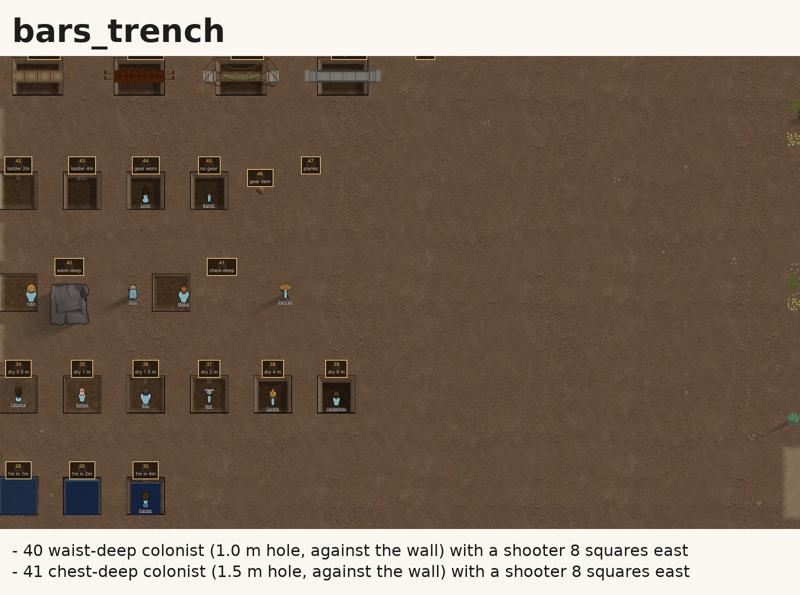 bars_trench
42
ladder 2m
43
ladder 4m
44
gear worn
45
no gear
46
gear item
47
planks
40
waist-deep
41
chest-deep
34
dry 0.5 m
35
dry 1 m
36
dry 1.5 m
37
dry 2 m
38
dry 4 m
39
dry 8 m
28
1m in 1m
29
1m in 2m
30
1m in 4m
- 40 waist-deep colonist (1.0 m hole, against the wall) with a shooter 8 squares east
- 41 chest-deep colonist (1.5 m hole, against the wall) with a shooter 8 squares east